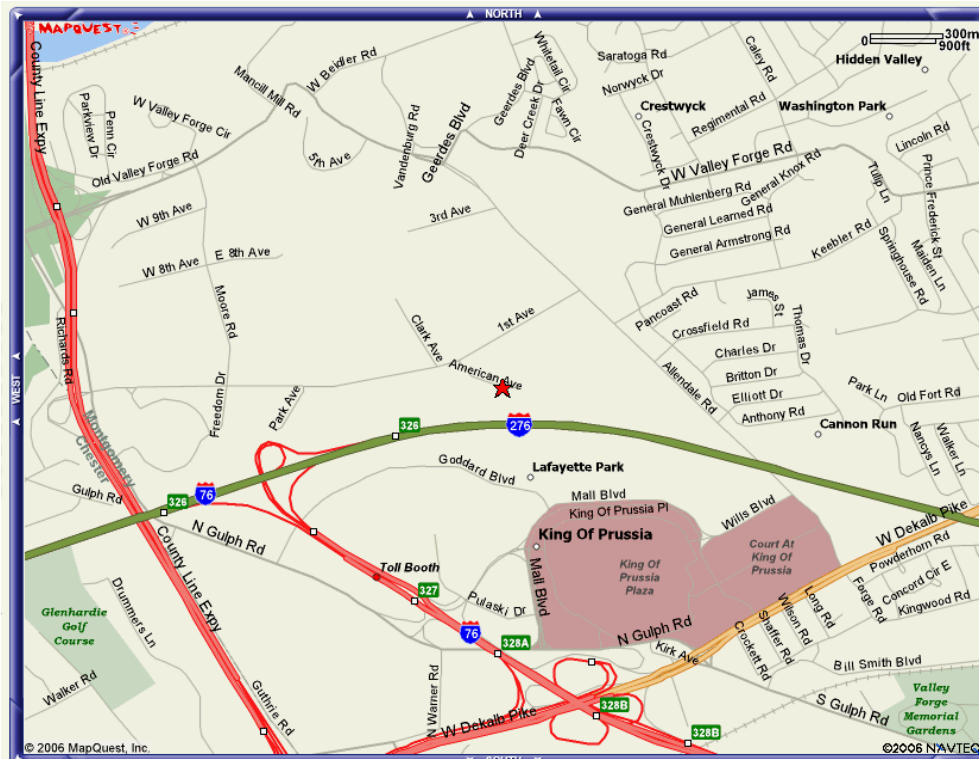 NORTH
MAPQUEST
300m
0
900ft
Hidden Valley
County Line Expy
W Beidler Rd
Mancill Mill Rd
Whitetail Cir
Geerdes Blvd
Deer Creek Dr
Fawn Cir
Saratoga Rd
Norwyck Dr
Caley Rd
Crestwyck
Washington Park
Regimental Rd
Crestwyck Dr
Parkview Dr
Penn Cir
W Valley Forge Cir
5th Ave
Vandenburg Rd
Geerdes Blvd
Lincoln Rd
Old Valley Forge Rd
W Valley Forge Rd
General Knox Rd
Tulip Ln
Prince Frederick St
General Muhlenberg Rd
W 9th Ave
3rd Ave
General Learned Rd
General Armstrong Rd
Keebler Rd
Springhouse Rd
Maiden Ln
W 8th Ave
E 8th Ave
Moore Rd
Richards Rd
Clark Ave
1st Ave
Pancoast Rd
James St
Thomas Dr
Crossfield Rd
Charles Dr
Britton Dr
Elliott Dr
Anthony Rd
WEST
American Ave
Allendale Rd
Park Ln
Old Fort Rd
Freedom Dr
Park Ave
Montgomery
Chester
326
276
Cannon Run
Nancys Ln
Walker Ln
Goddard Blvd
Lafayette Park
Gulph Rd
326
76
Mall Blvd
King Of Prussia Pl
Wills Blvd
W Dekalb Pike
N Gulph Rd
King Of Prussia
Court At
King Of
Prussia
Powderhorn Rd
County Line Expy
Toll Booth
King Of
Prussia
Plaza
Mall Blvd
Concord Cir E
Kingwood Rd
Forge Rd
Long Rd
Wilson Rd
Shaffer Rd
Crockett Rd
Drummers Ln
Glenhardie
Golf
Course
327
Pulaski Dr
76
328A
N Gulph Rd
Kirk Ave
Bill Smith Blvd
Walker Rd
Guthrie Rd
N Warner Rd
W Dekalb Pike
328B
S Gulph Rd
Valley
Forge
Memorial
Gardens
328B
© 2006 MapQuest, Inc.
©2006 NAVTEQ
SOUTH